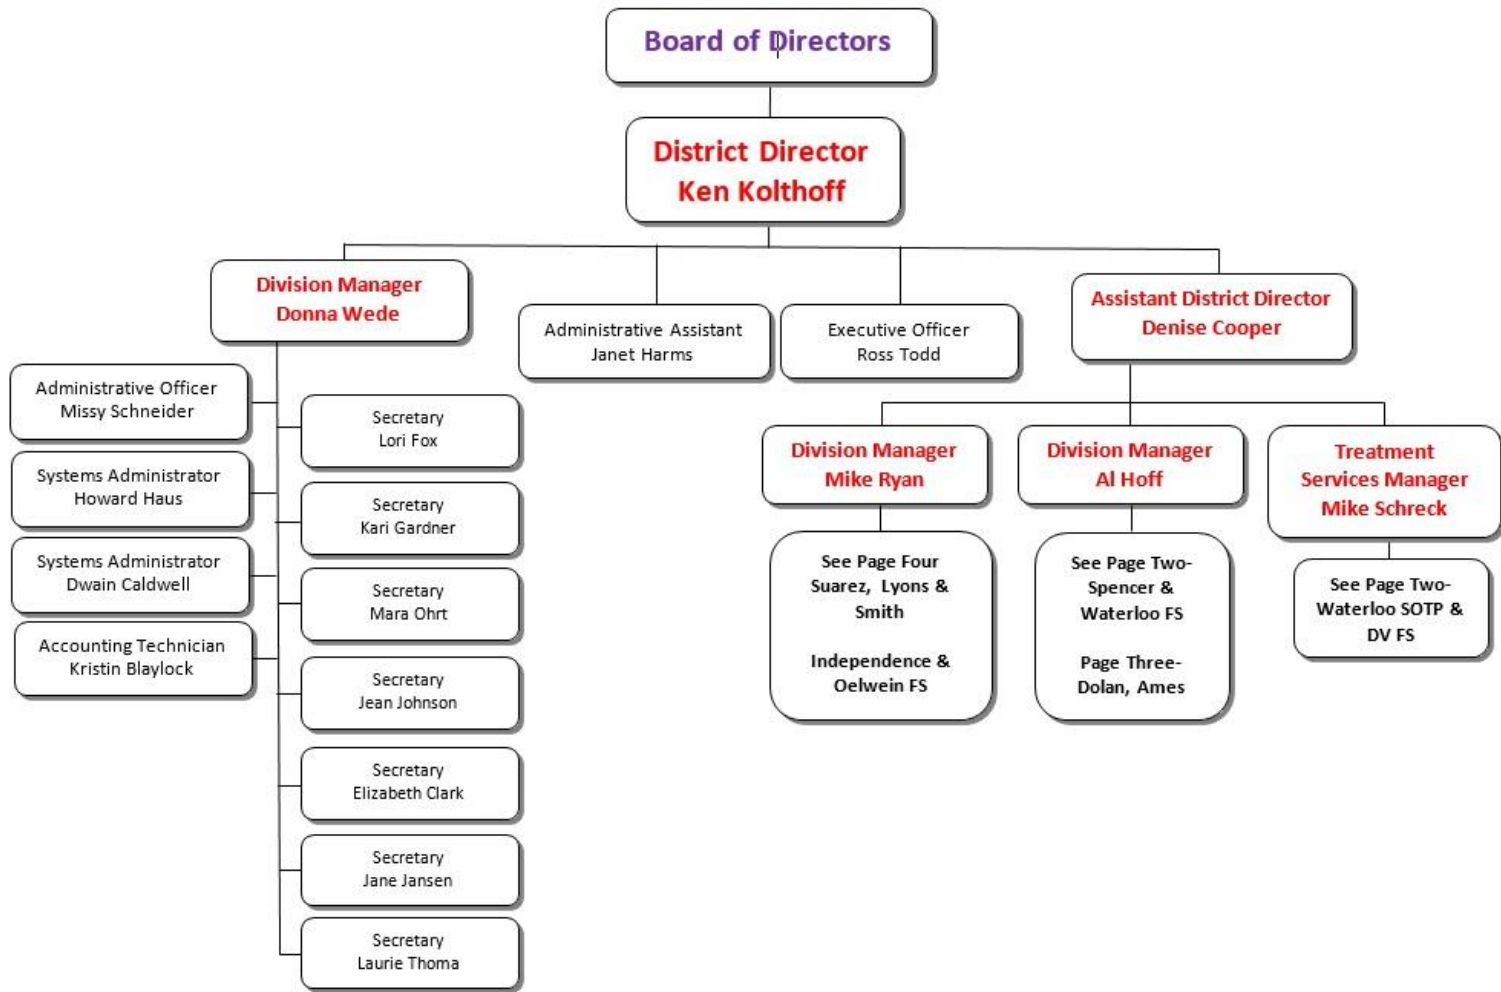 Board of Directors
District Director
Ken Kolthoff
Division Manager
Donna Wede
Administrative Assistant
Janet Harms
Executive Officer
Ross Todd
Assistant District Director
Denise Cooper
Administrative Officer
Missy Schneider
Systems Administrator
Howard Haus
Systems Administrator
Dwain Caldwell
Accounting Technician
Kristin Blaylock
Secretary
Lori Fox
Secretary
Kari Gardner
Secretary
Mara Ohrt
Secretary
Jean Johnson
Secretary
Elizabeth Clark
Secretary
Jane Jansen
Secretary
Laurie Thoma
Division Manager
Mike Ryan
See Page Four
Suarez, Lyons &
Smith
Independence &
Oelwein FS
Division Manager
Al Hoff
See Page Two-
Spencer &
Waterloo FS
Page Three-
Dolan, Ames
Treatment
Services Manager
Mike Schreck
See Page Two-
Waterloo SOTP &
DV FS